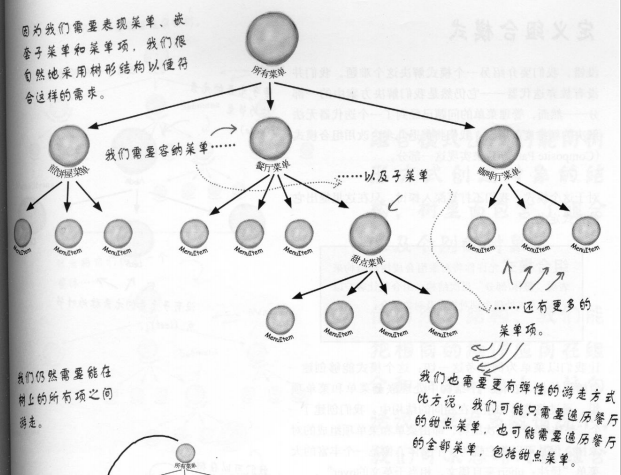 因为我们需要表现菜单、嵌
套子菜单和菜单项，我们很
自然地采用树形结构以便符
合这样的需求。
所有菜单
煎饼屋菜单
我们需要容纳菜单……
餐厅菜单
……以及子菜单
咖啡厅菜单
MenuItem
MenuItem
MenuItem
MenuItem
MenuItem
MenuItem
甜点菜单
MenuItem
MenuItem
MenuItem
MenuItem
MenuItem
MenuItem
MenuItem
……还有更多的
菜单项。
我们仍然需要能在
树上的所有项之间
游走。
我们也需要更有弹性的游走方式
比方说，我们可能只需要遍历餐厅
的甜点菜单，也可能需要遍历餐厅
的全部菜单，包括甜点菜单。
所有菜单